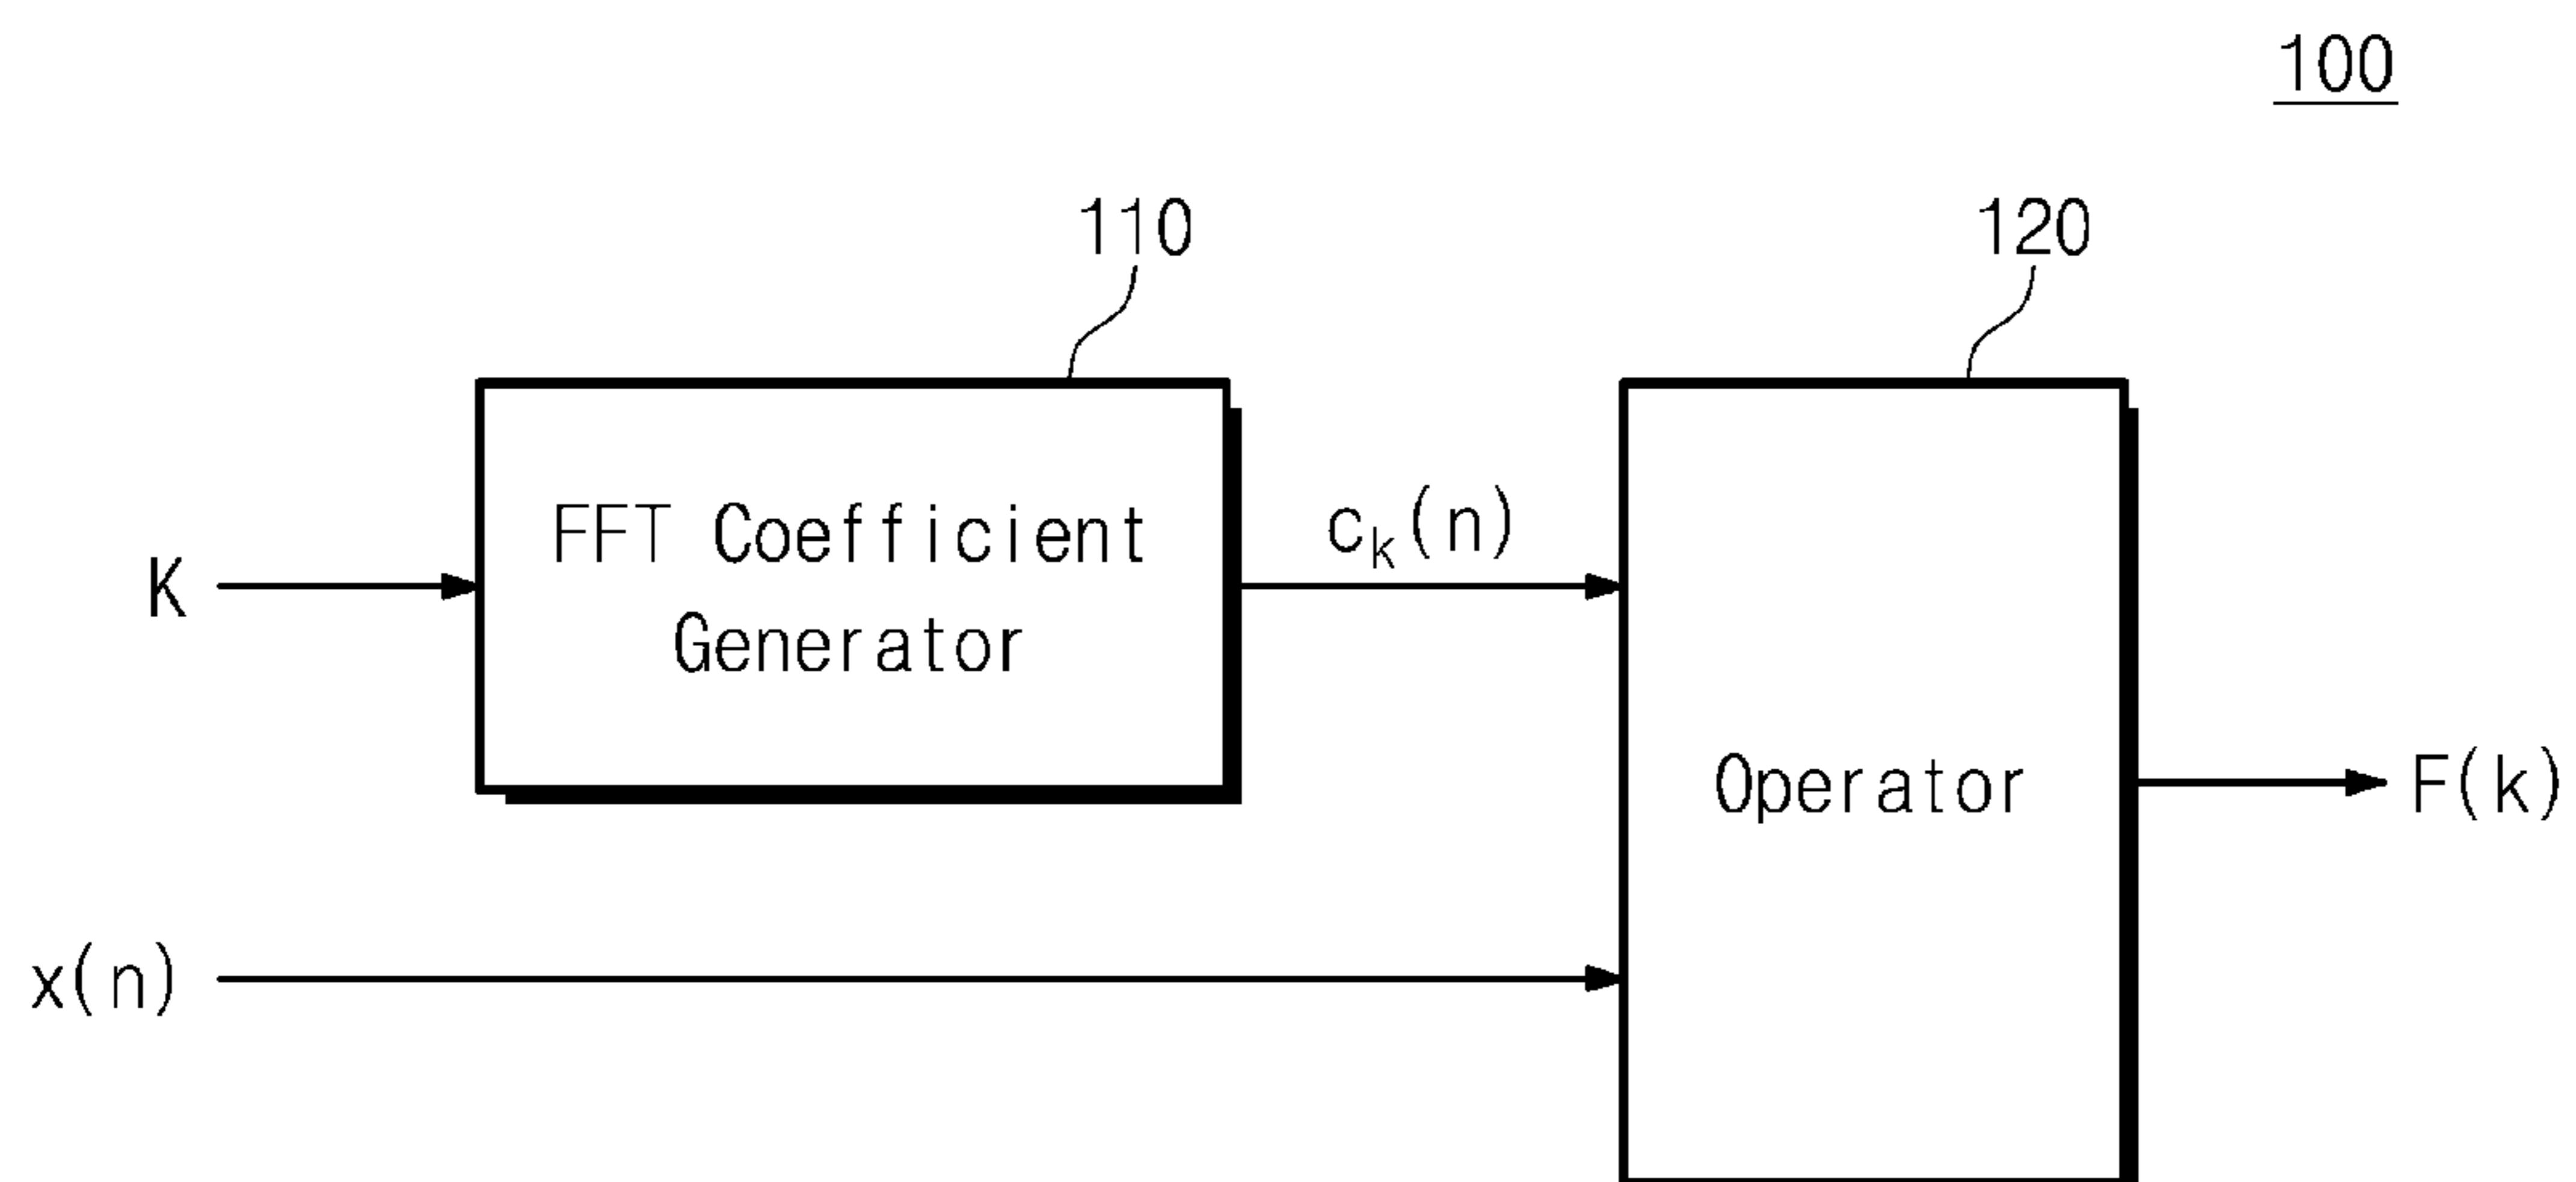 100
110
120
FFT Coefficient
Generator
K
cₖ(n)
Operator
F(k)
x(n)